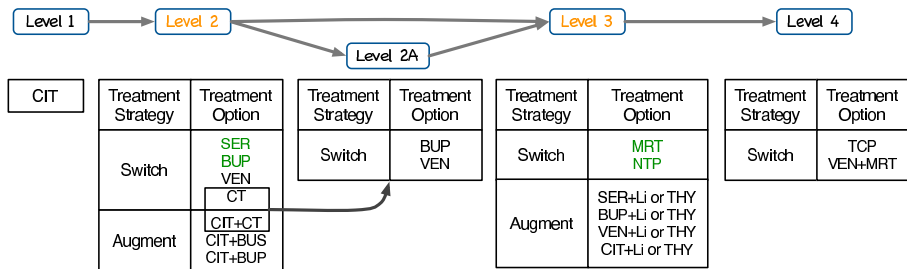 Level 1
Level 2
Level 3
Level 4
Level 2A
CIT
Treatment Strategy
Treatment Option
Switch
SER
BUP
VEN
CT
Augment
CIT+CT
CIT+BUS
CIT+BUP
Treatment Strategy
Treatment Option
Switch
BUP
VEN
Treatment Strategy
Treatment Option
Switch
MRT
NTP
Augment
SER+Li or THY
BUP+Li or THY
VEN+Li or THY
CIT+Li or THY
Treatment Strategy
Treatment Option
Switch
TCP
VEN+MRT